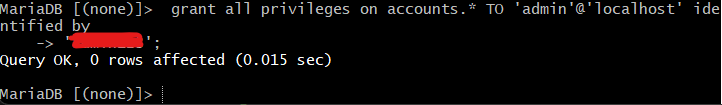 MariaDB [(none)]>  grant all privileges on accounts.* TO 'admin'@'localhost' ide
ntified by
    -> '';
Query OK, 0 rows affected (0.015 sec)
MariaDB [(none)]>